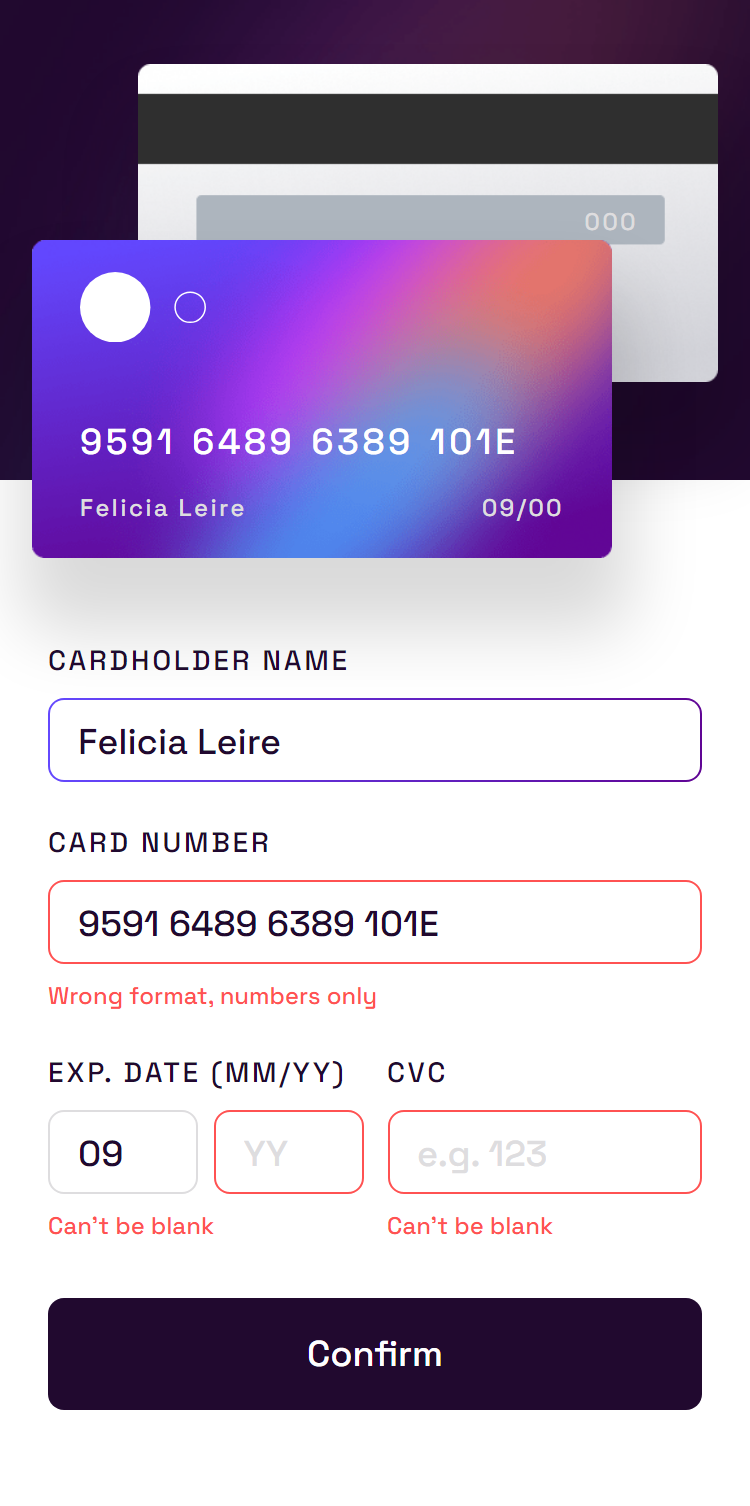 000
9591 6489 6389 101E
Felicia Leire 09/00
CARDHOLDER NAME
Felicia Leire
CARD NUMBER
9591 6489 6389 101E
Wrong format, numbers only
EXP. DATE (MM/YY) CVC
09 YY e.g. 123
Can’t be blank Can’t be blank
Confirm